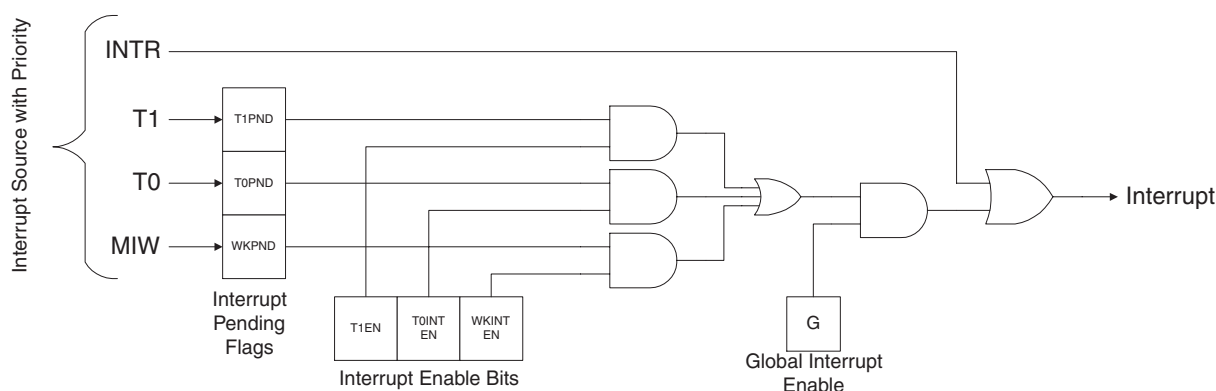 Interrupt Source with Priority
INTR
T1
T1PND
T0
T0PND
MIW
WKPND
Interrupt
Pending
Flags
T1EN
T0INT
EN
WKINT
EN
Interrupt Enable Bits
G
Global Interrupt
Enable
Interrupt